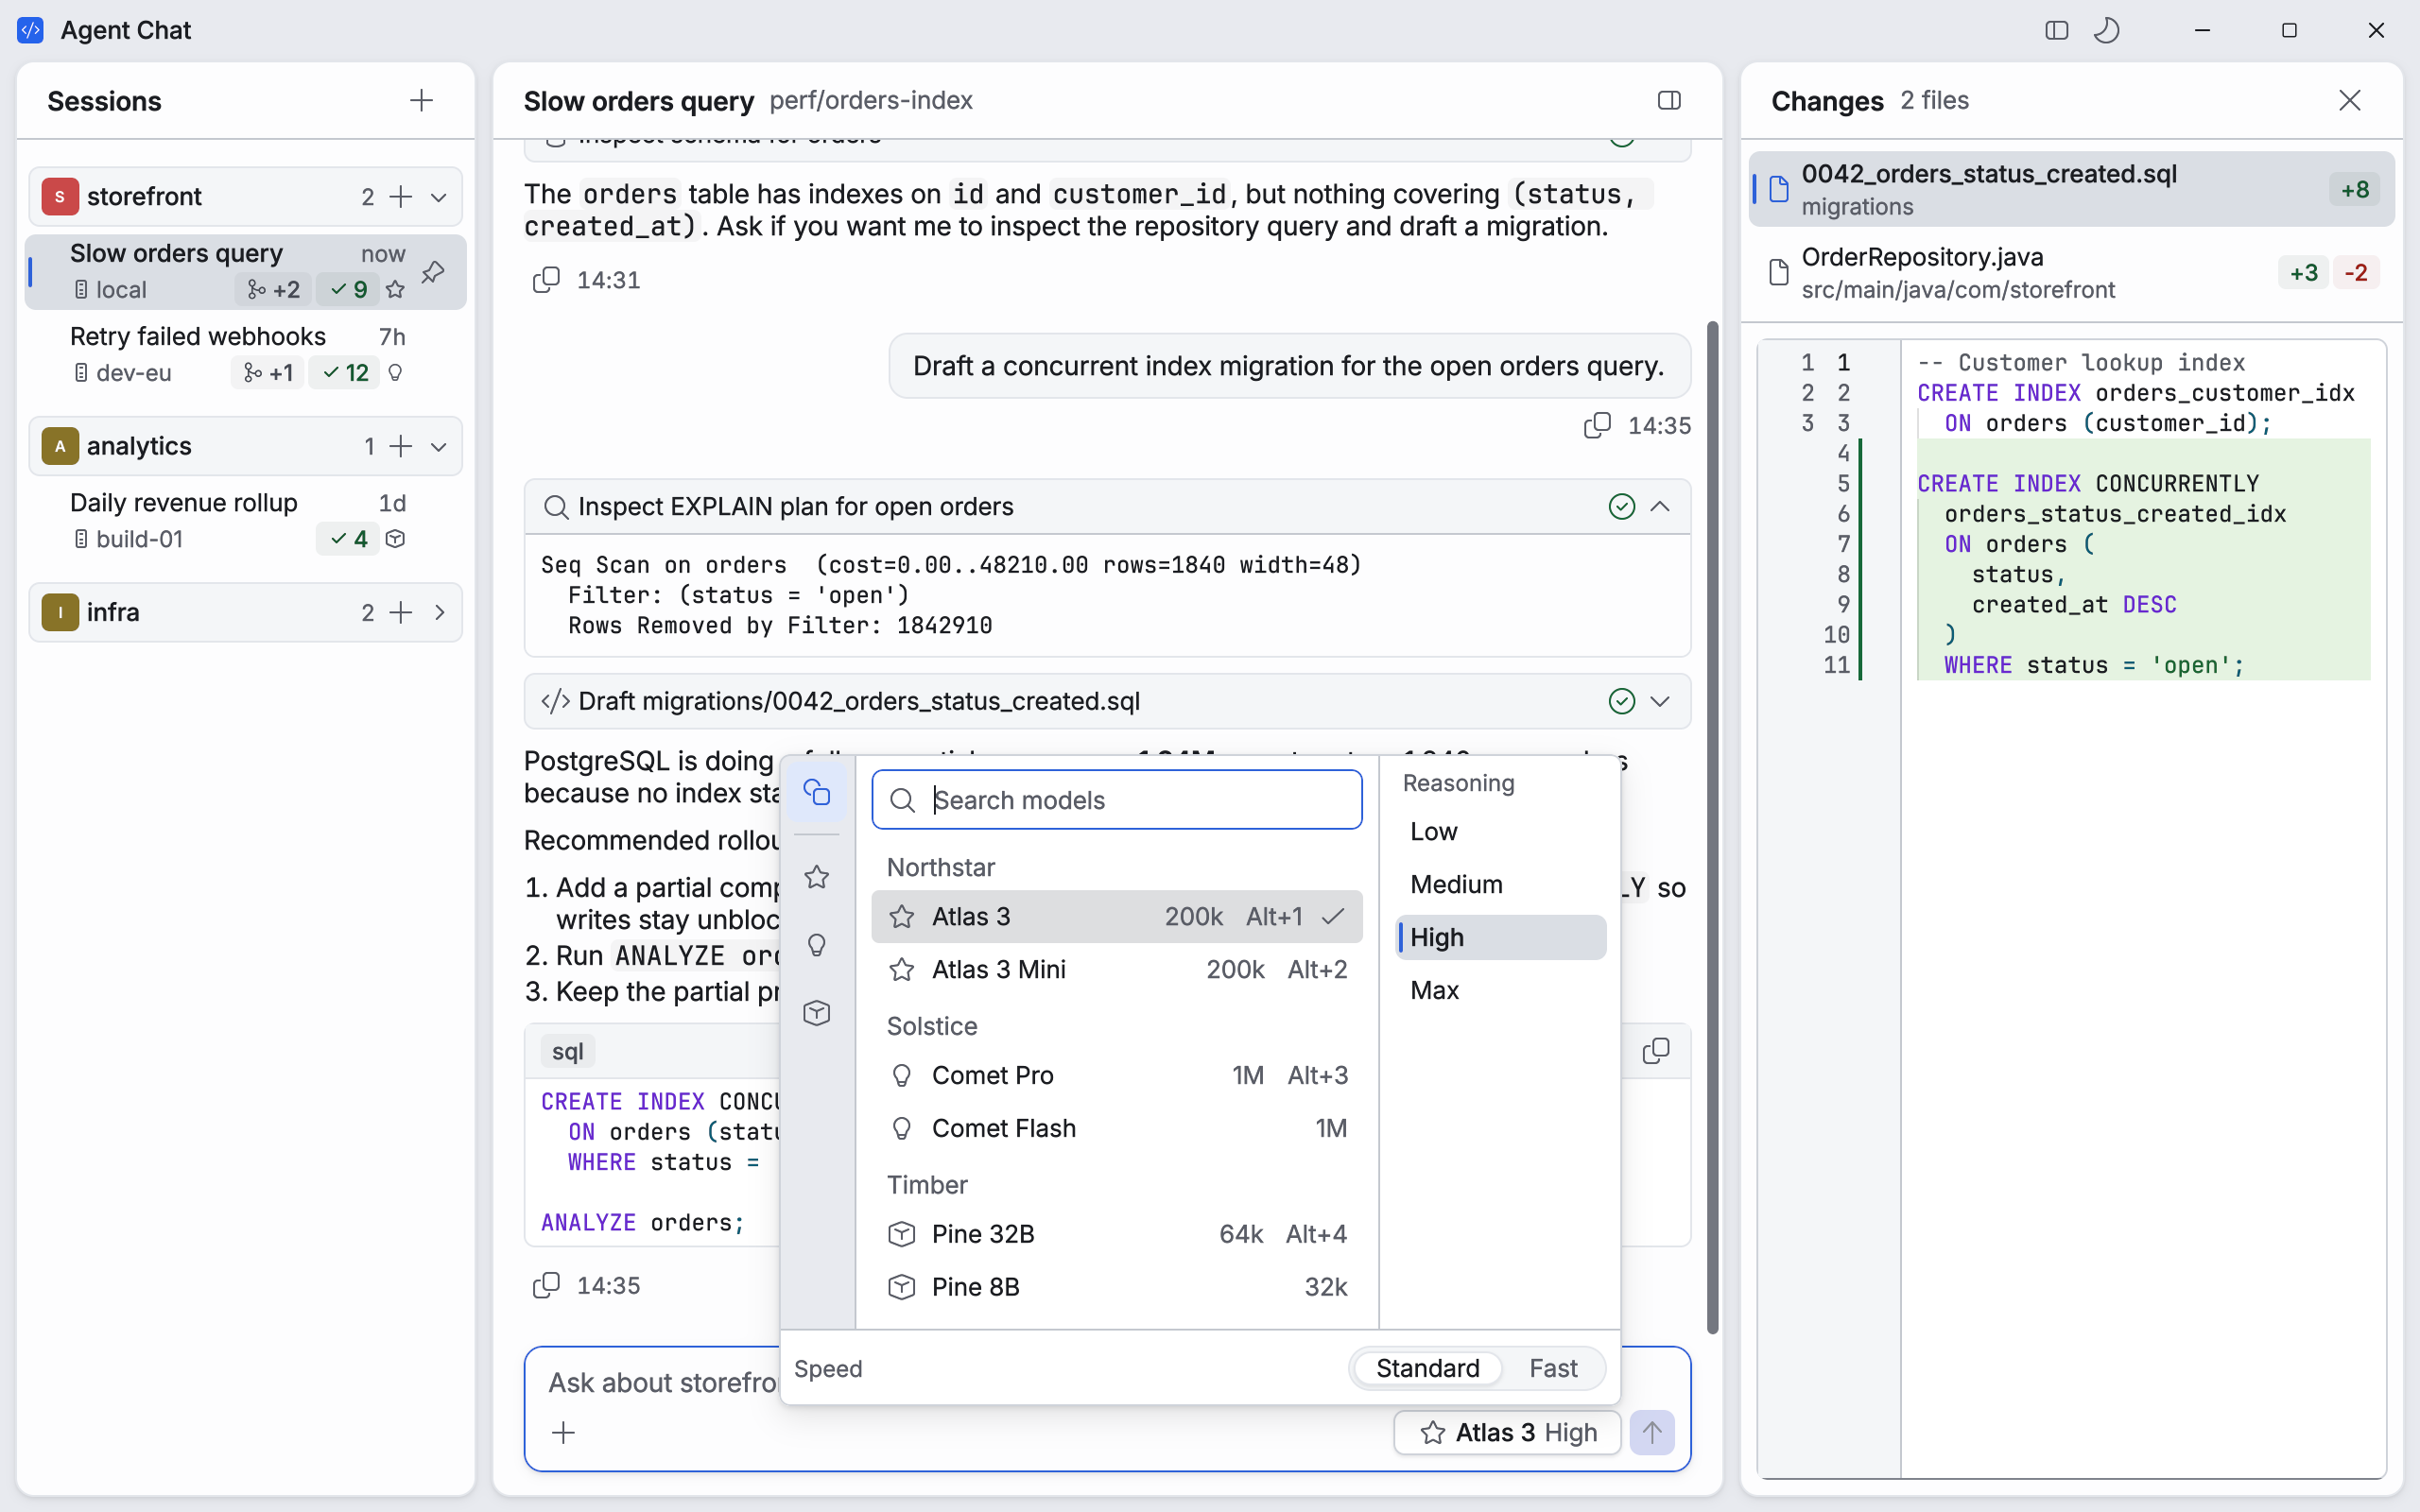 Agent Chat
Sessions
S storefront 2
Slow orders query now
local +2 9
Retry failed webhooks 7h
dev-eu +1 12
A analytics 1
Daily revenue rollup 1d
build-01 4
I infra 2
Slow orders query perf/orders-index
The orders table has indexes on id and customer_id, but nothing covering (status,
created_at). Ask if you want me to inspect the repository query and draft a migration.
14:31
Draft a concurrent index migration for the open orders query.
14:35
Inspect EXPLAIN plan for open orders
Seq Scan on orders (cost=0.00..48210.00 rows=1840 width=48)
Filter: (status = 'open')
Rows Removed by Filter: 1842910
Draft migrations/0042_orders_status_created.sql
PostgreSQL is doing
because no index
Recommended
1. Add a partial LY so
writes stay
2. Run ANALYZE
3. Keep the partial
sql
CREATE INDEX
ON orders (
WHERE status =
ANALYZE orders;
14:35
Search models
Northstar
Atlas 3 200k Alt+1
Atlas 3 Mini 200k Alt+2
Solstice
Comet Pro 1M Alt+3
Comet Flash 1M
Timber
Pine 32B 64k Alt+4
Pine 8B 32k
Reasoning
Low
Medium
High
Max
Speed Standard Fast
Ask about
Atlas 3 High
Changes 2 files
0042_orders_status_created.sql
migrations
+8
OrderRepository.java
src/main/java/com/storefront
+3 -2
1 1 -- Customer lookup index
2 2 CREATE INDEX orders_customer_idx
3 3 ON orders (customer_id);
4
5 CREATE INDEX CONCURRENTLY
6 orders_status_created_idx
7 ON orders (
8 status,
9 created_at DESC
10 )
11 WHERE status = 'open';